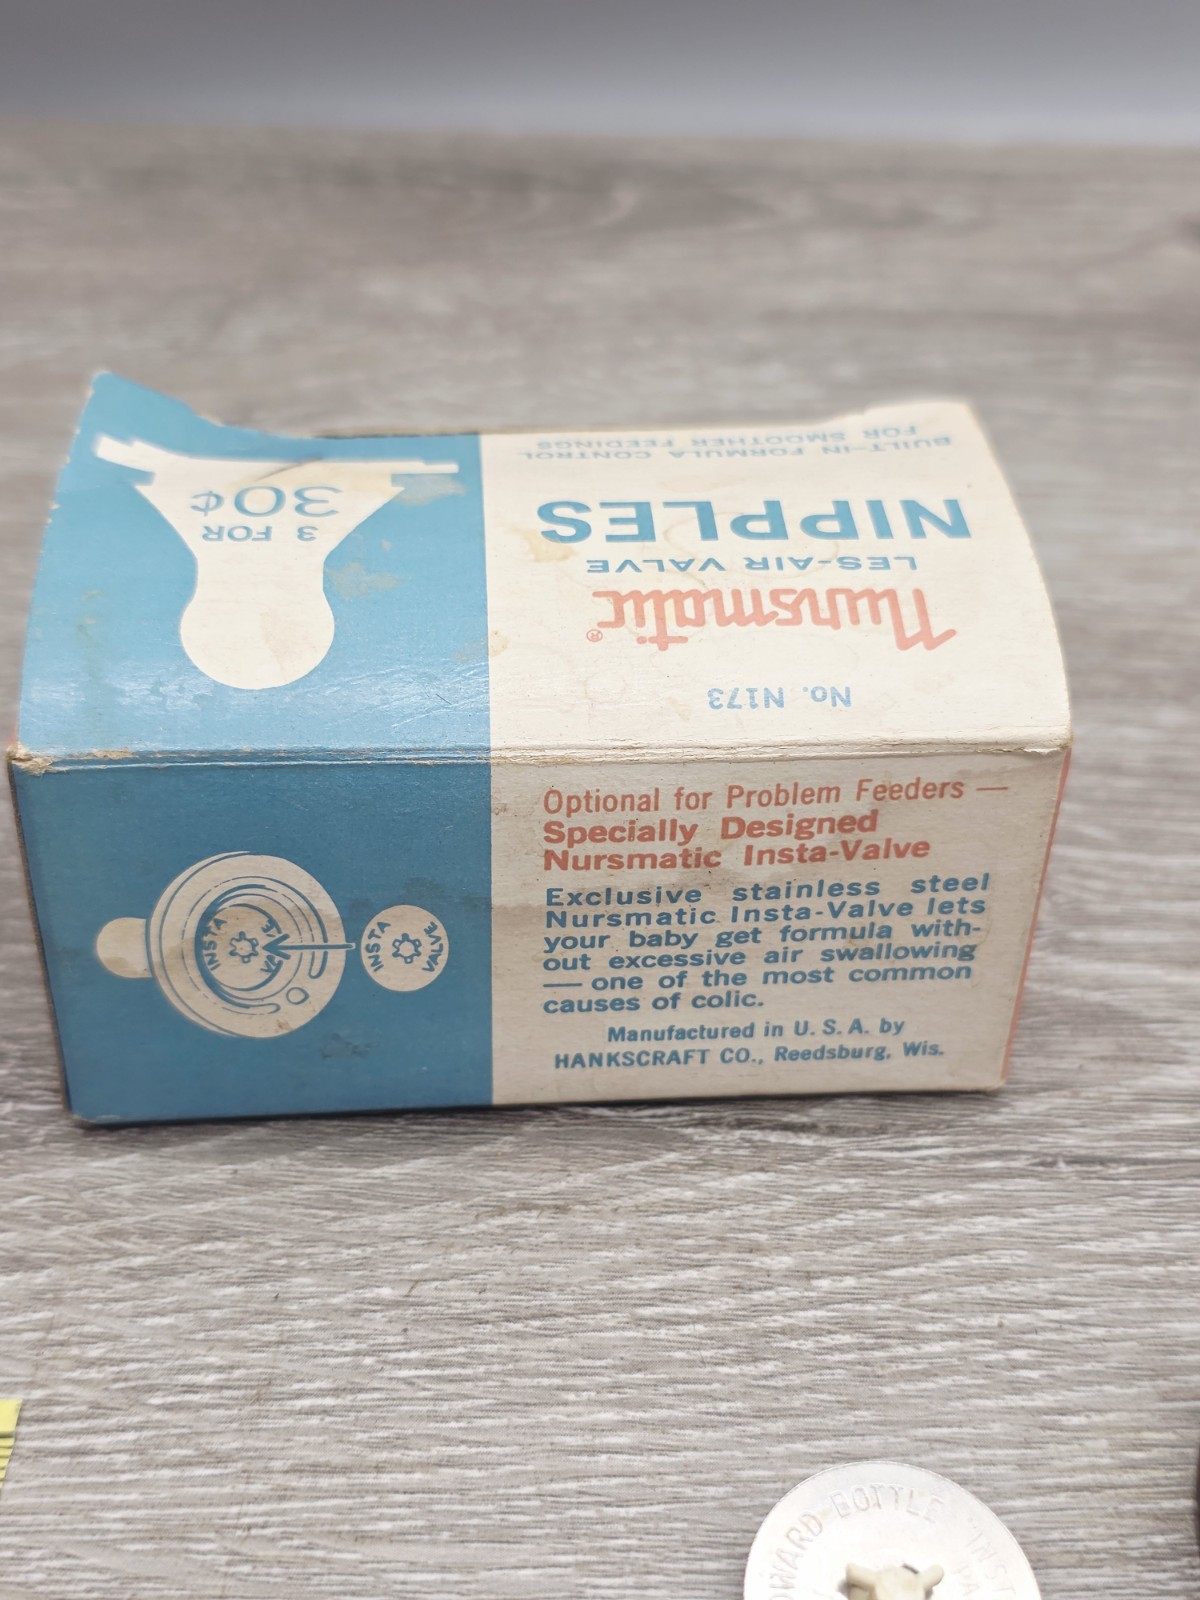 No. N173
Nursmatic®
LES-AIR VALVE
NIPPLES
BUILT-IN FORMULA CONTROL
FOR SMOOTHER FEEDINGS
3 FOR
30¢
Optional for Problem Feeders —
Specially Designed
Nursmatic Insta-Valve
Exclusive stainless steel
Nursmatic Insta-Valve lets
your baby get formula with-
out excessive air swallowing
— one of the most common
causes of colic.
Manufactured in U. S. A. by
HANKSCRAFT CO., Reedsburg, Wis.
INSTA
VALVE
INSTA
VALVE
BOTTLE